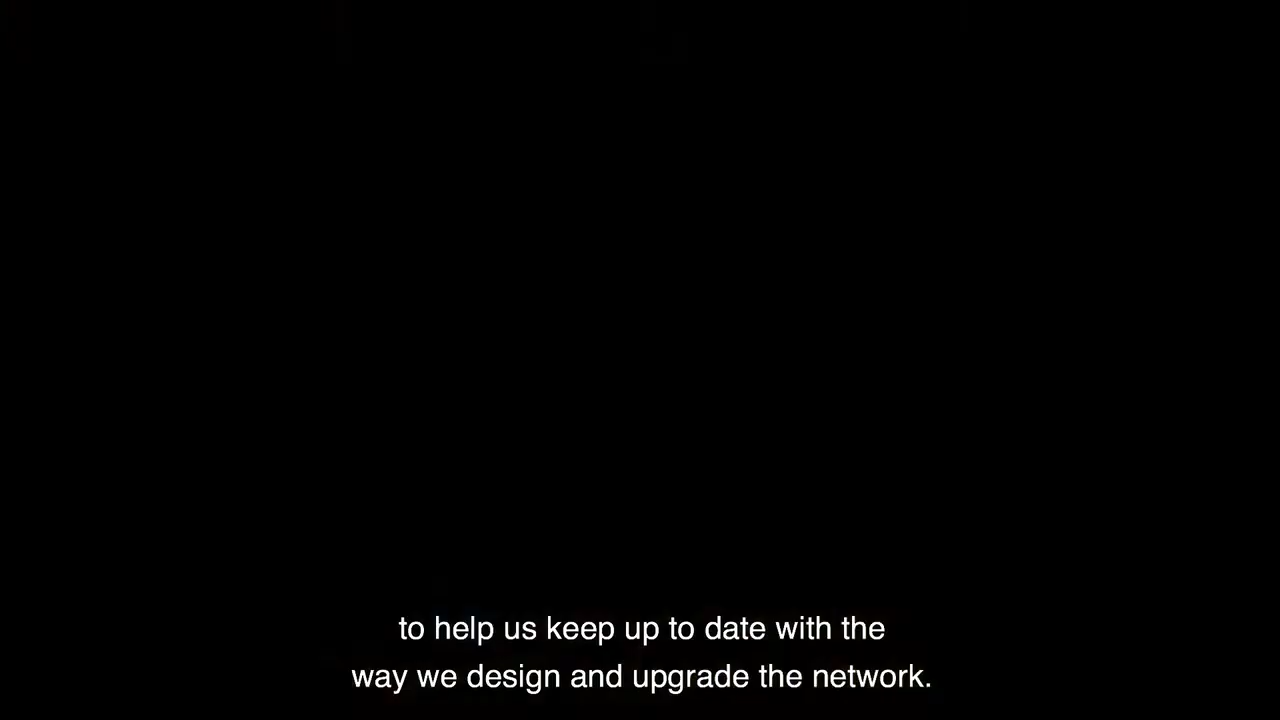 to help us keep up to date with the
way we design and upgrade the network.